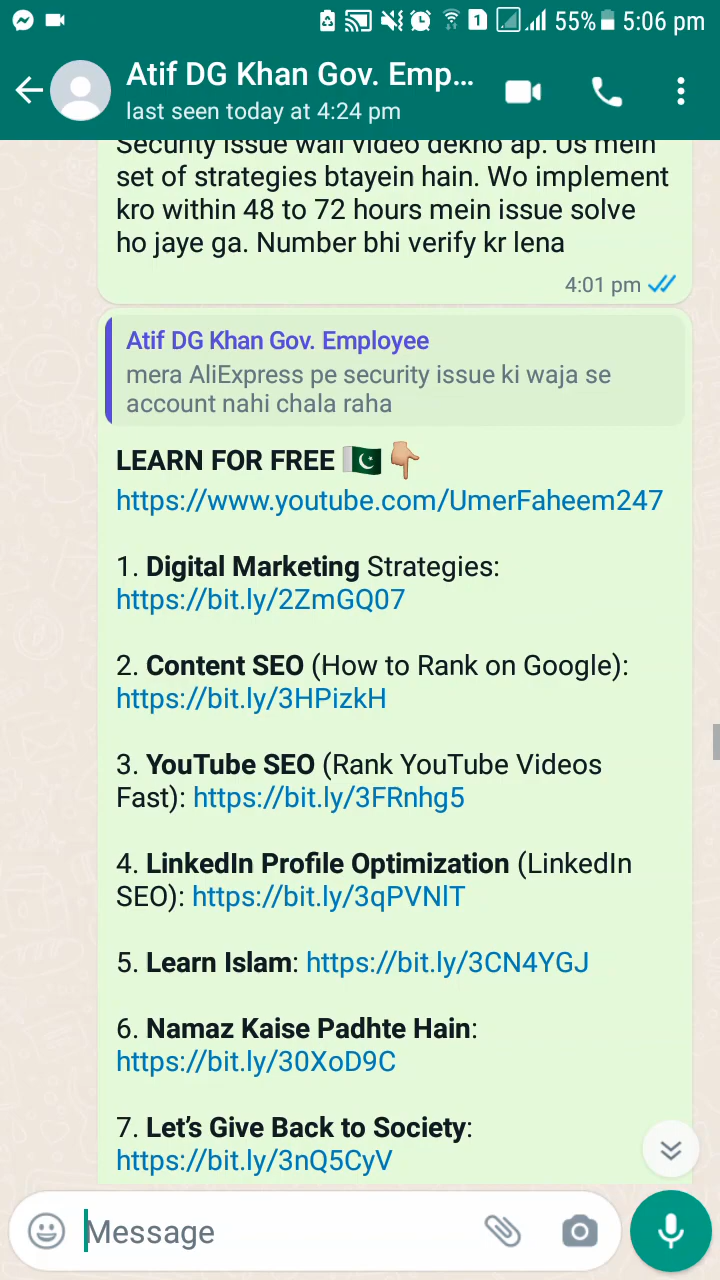 1 55% 5:06 pm
Atif DG Khan Gov. Emp...
last seen today at 4:24 pm
Security issue wali video dekho ap. Us mein
set of strategies btayein hain. Wo implement
kro within 48 to 72 hours mein issue solve
ho jaye ga. Number bhi verify kr lena
4:01 pm
Atif DG Khan Gov. Employee
mera AliExpress pe security issue ki waja se
account nahi chala raha
LEARN FOR FREE 🇵🇰👇🏼
https://www.youtube.com/UmerFaheem247
1. Digital Marketing Strategies:
https://bit.ly/2ZmGQ07
2. Content SEO (How to Rank on Google):
https://bit.ly/3HPizkH
3. YouTube SEO (Rank YouTube Videos
Fast): https://bit.ly/3FRnhg5
4. LinkedIn Profile Optimization (LinkedIn
SEO): https://bit.ly/3qPVNlT
5. Learn Islam: https://bit.ly/3CN4YGJ
6. Namaz Kaise Padhte Hain:
https://bit.ly/30XoD9C
7. Let’s Give Back to Society:
https://bit.ly/3nQ5CyV
Message